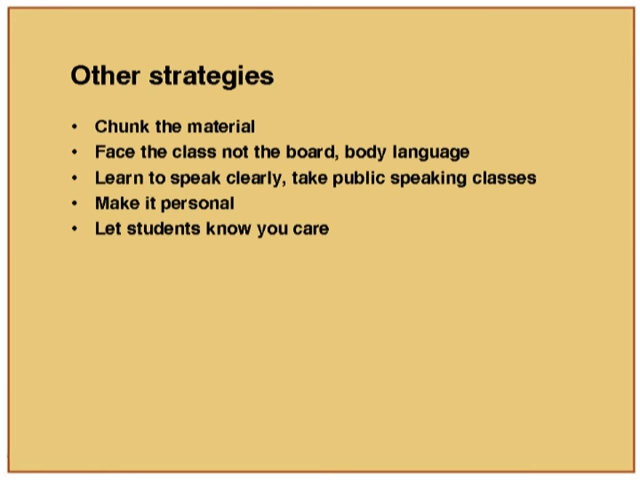 Other strategies
• Chunk the material
• Face the class not the board, body language
• Learn to speak clearly, take public speaking classes
• Make it personal
• Let students know you care